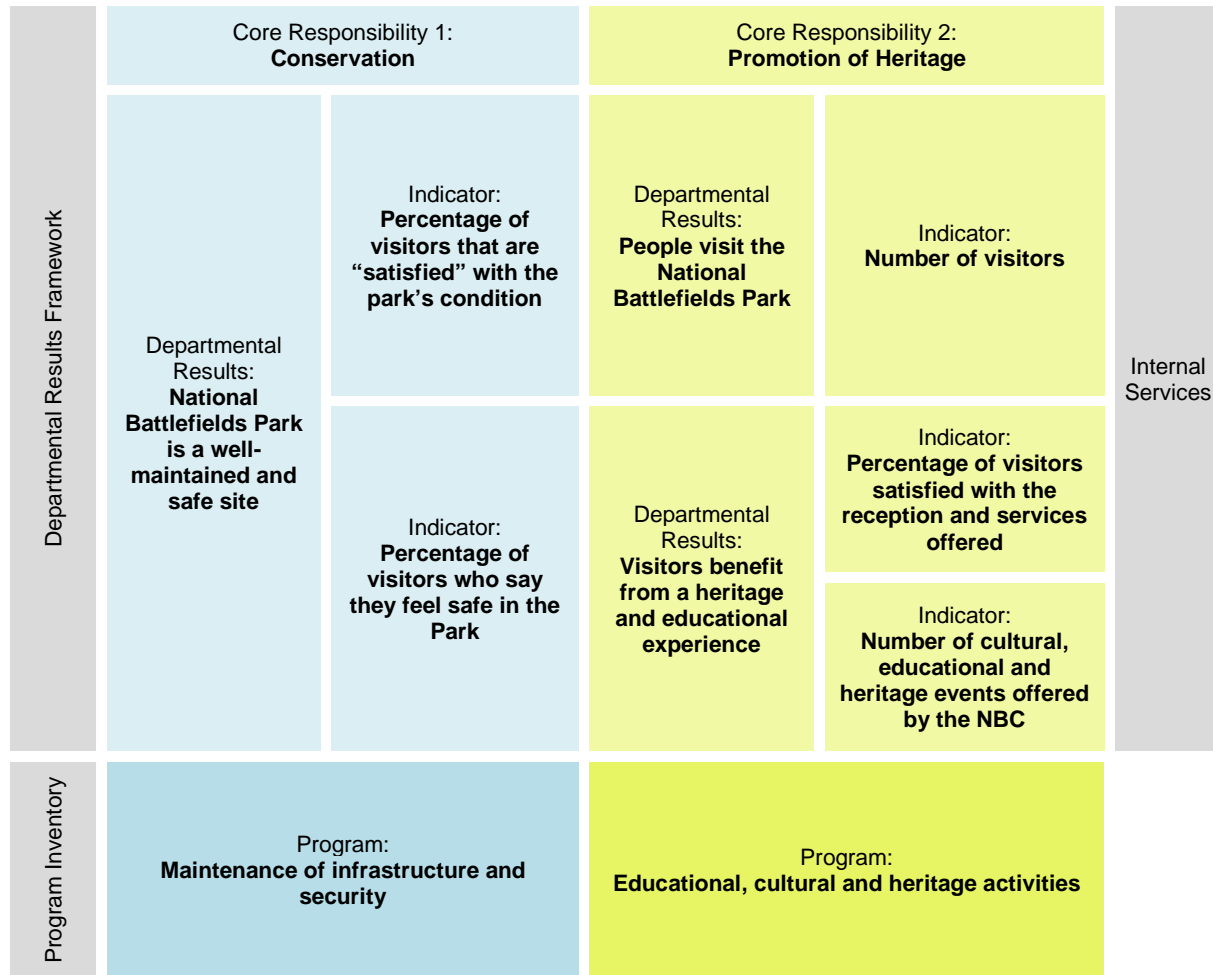 Departmental Results Framework
Core Responsibility 1:
Conservation
Departmental
Results:
National
Battlefields Park
is a well-
maintained and
safe site
Indicator:
Percentage of
visitors that are
“satisfied” with the
park’s condition
Indicator:
Percentage of
visitors who say
they feel safe in the
Park
Core Responsibility 2:
Promotion of Heritage
Departmental
Results:
People visit the
National
Battlefields Park
Indicator:
Number of visitors
Departmental
Results:
Visitors benefit
from a heritage
and educational
experience
Indicator:
Percentage of visitors
satisfied with the
reception and services
offered
Indicator:
Number of cultural,
educational and
heritage events offered
by the NBC
Internal
Services
Program Inventory
Program:
Maintenance of infrastructure and
security
Program:
Educational, cultural and heritage activities